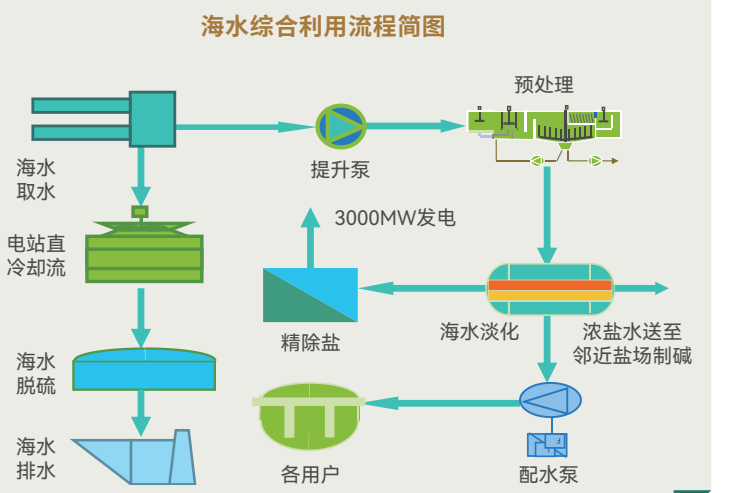 海水综合利用流程简图
预处理
海水
取水
提升泵
3000MW发电
电站直
冷却流
精除盐
海水淡化
浓盐水送至
邻近盐场制碱
海水
脱硫
海水
排水
各用户
配水泵